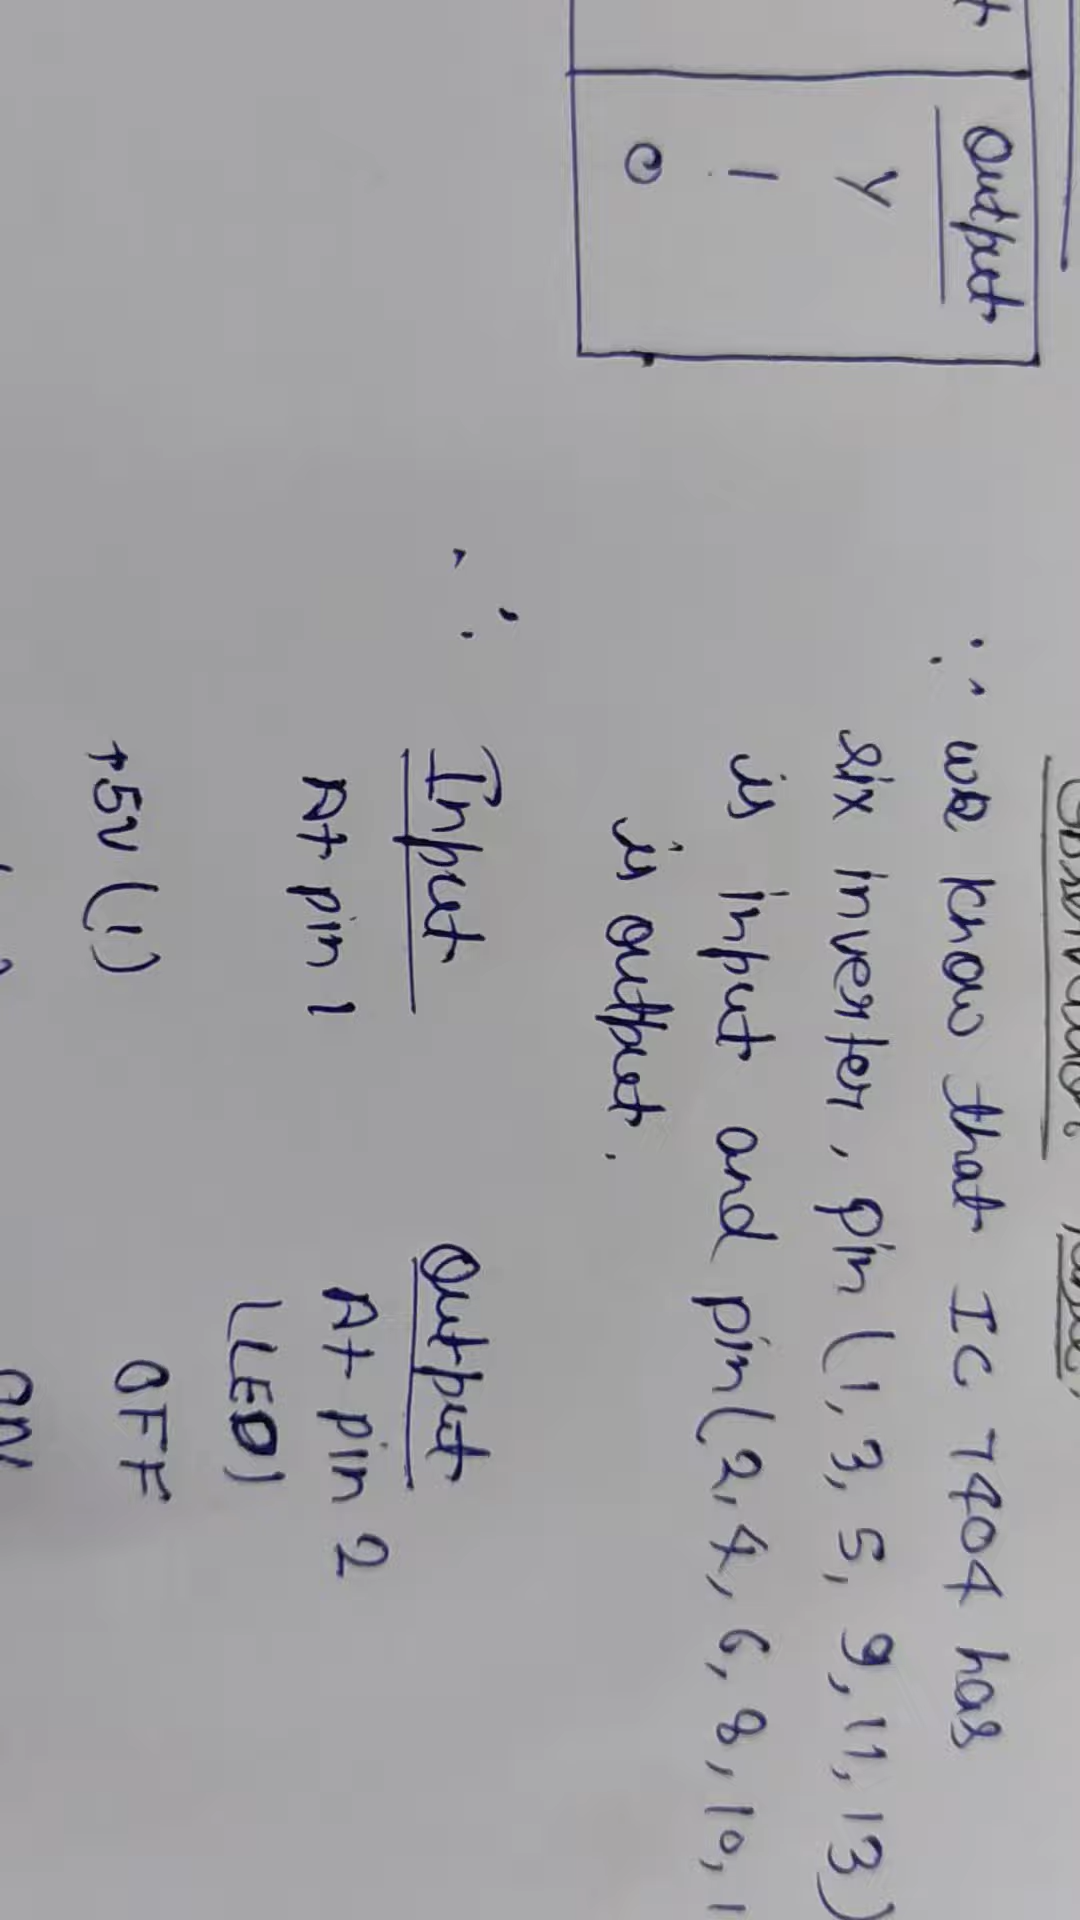 Output
Y
1
0
∵ we know that IC 7404 has
six inverter, pin (1, 3, 5, 9, 11, 13)
is input and pin (2, 4, 6, 8, 10, 1
is output.
∴ Input Output
At pin 1 At pin 2
(LED)
+5v (1) OFF